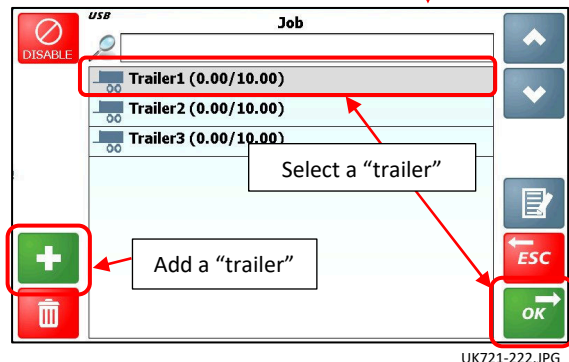 USB
Job
DISABLE
Trailer1 (0.00/10.00)
Trailer2 (0.00/10.00)
Trailer3 (0.00/10.00)
Select a “trailer”
Add a “trailer”
ESC
OK
UK721-222.JPG